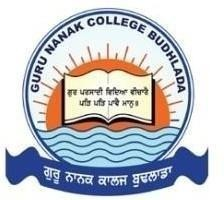 GURU NANAK COLLEGE BUDHLADA
ਗੁਰ ਪਰਸਾਦੀ ਵਿਦਿਆ ਵੀਚਾਰੈ
ਪੜਿ ਪੜਿ ਪਾਵੈ ਮਾਨੁ॥
ਗੁਰੂ ਨਾਨਕ ਕਾਲਜ ਬੁਢਲਾਡਾ